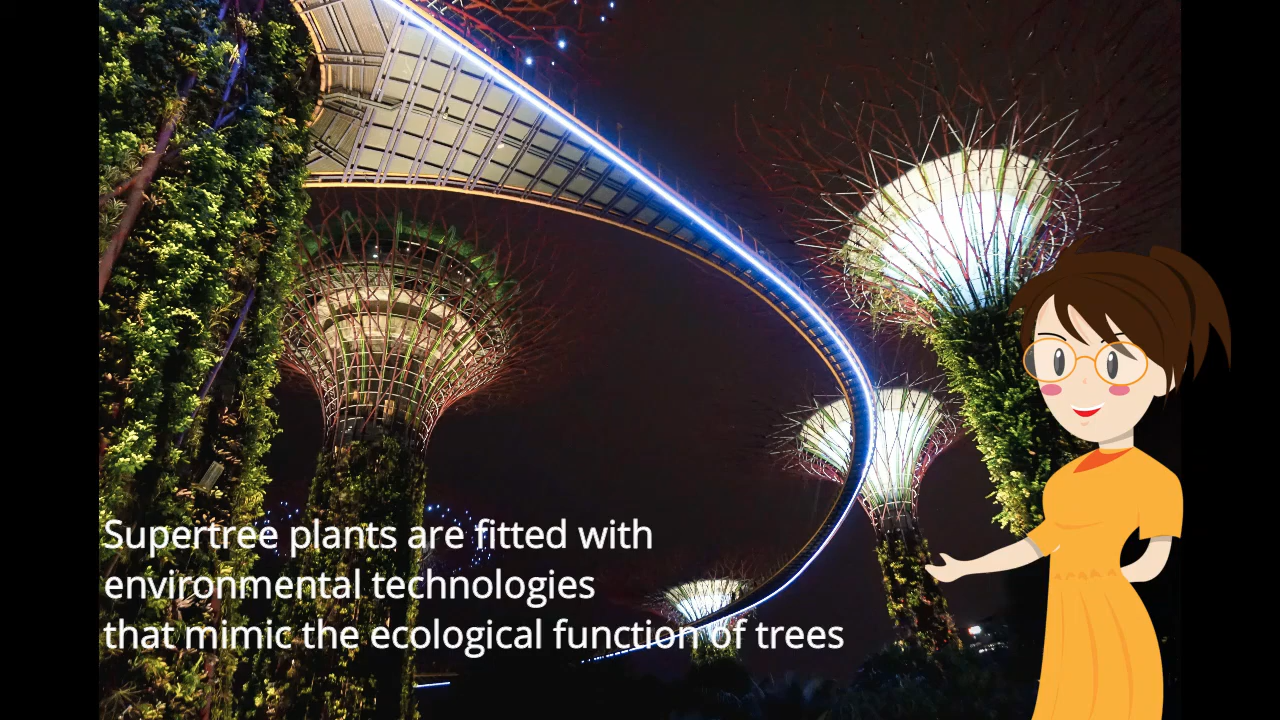 Supertree plants are fitted with
environmental technologies
that mimic the ecological function of trees